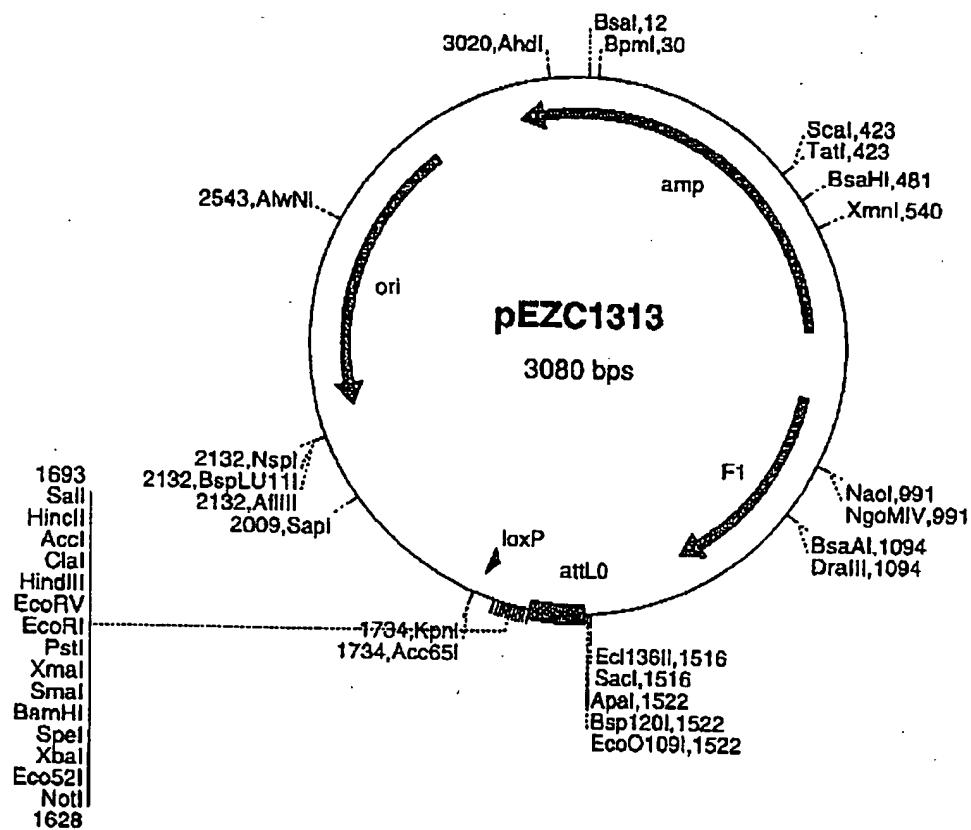 BsaI,12
BpmI,30
3020,AhdI
ScaI,423
TatI,423
BsaHI,481
XmnI,540
amp
2543,AlwNI
ori
pEZC1313
3080 bps
2132,NspI
2132,BspLU11I
2132,AflIII
2009,SapI
F1
NaeI,991
NgoMIV,991
BsaAI,1094
DraIII,1094
loxP
attL0
1734,KpnI
1734,Acc65I
Ecl136II,1516
SacI,1516
ApaI,1522
Bsp120I,1522
EcoO109I,1522
1693
SalI
HincII
AccI
ClaI
HindIII
EcoRV
EcoRI
PstI
XmaI
SmaI
BamHI
SpeI
XbaI
Eco52I
NotI
1628